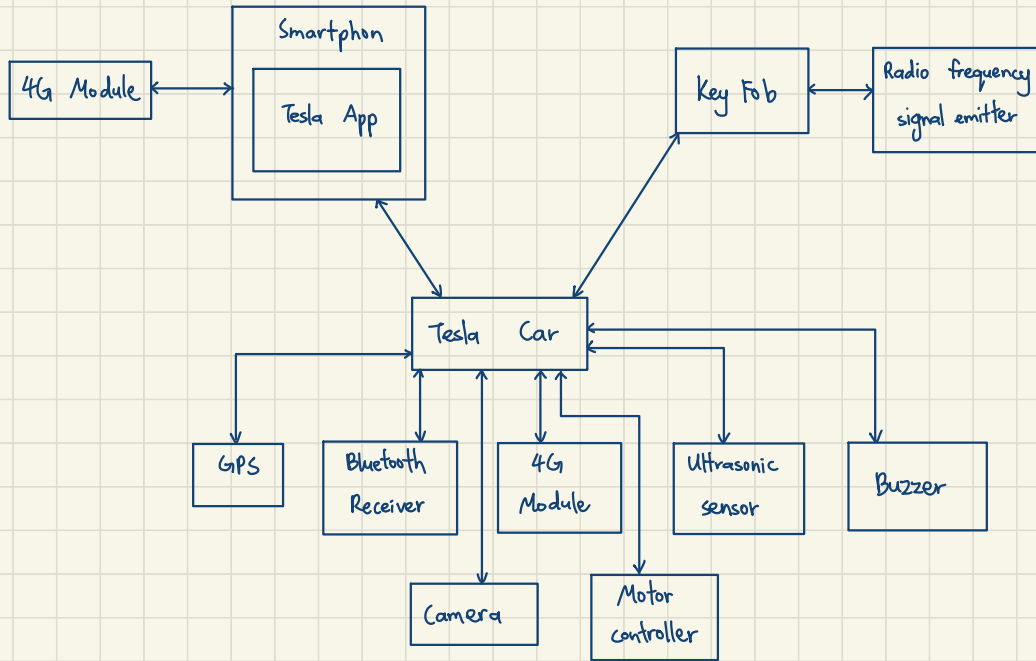 Smartphon
4G Module
Tesla App
Key Fob
Radio frequency
signal emitter
Tesla Car
GPS
Bluetooth
Receiver
4G
Module
Ultrasonic
sensor
Buzzer
Camera
Motor
controller